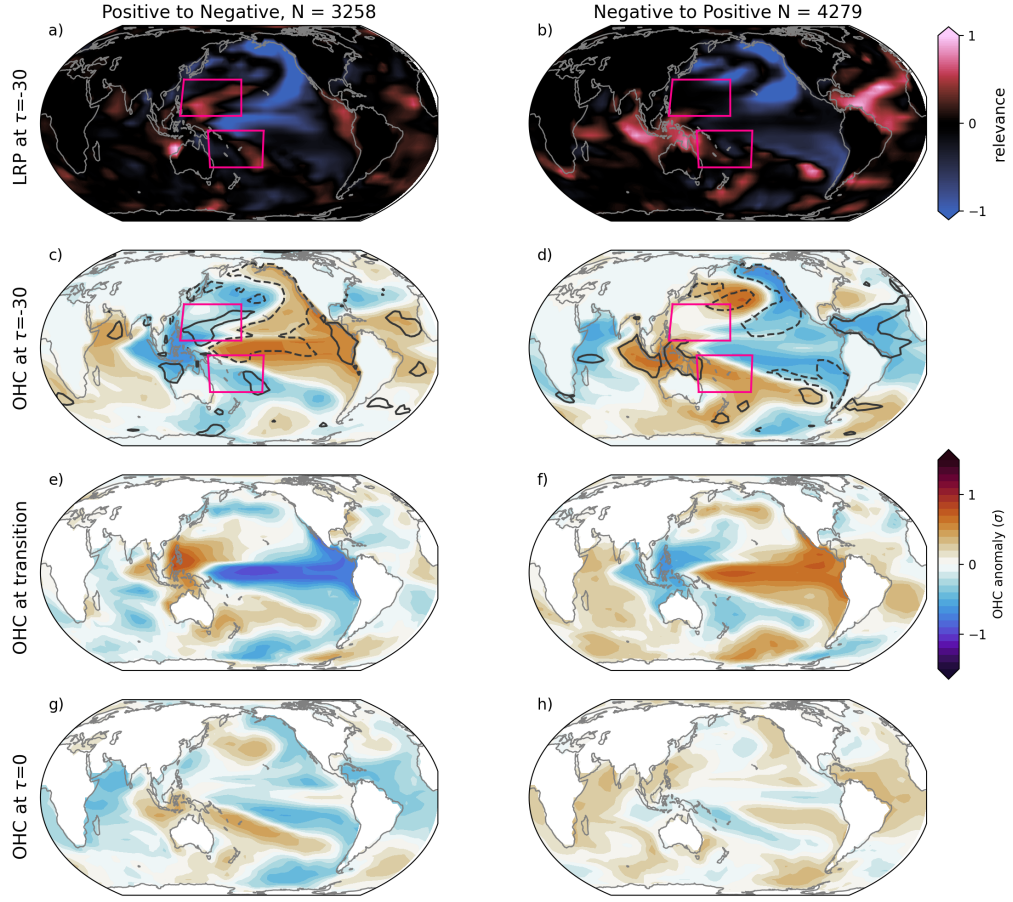 Positive to Negative, N = 3258
Negative to Positive N = 4279
a)
b)
LRP at τ=-30
1
0
−1
relevance
c)
d)
OHC at τ=-30
e)
f)
OHC at transition
1
0
−1
OHC anomaly (σ)
g)
h)
OHC at τ=0